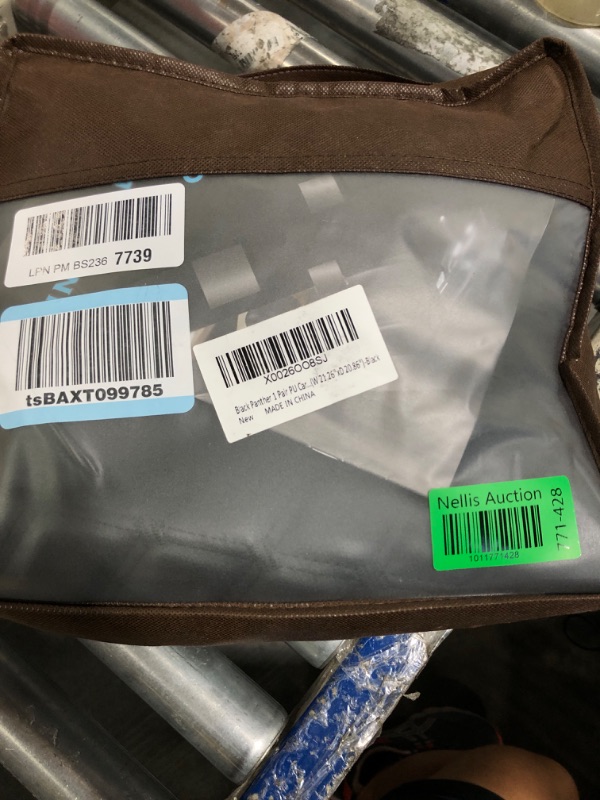 LPN PM BS236 7739
tsBAXT099785
X0026OO8SJ
Black Panther 1 Pair PU Car...(W 21.26"xD 20.86")-Black
New MADE IN CHINA
Nellis Auction
1011771428
771-428